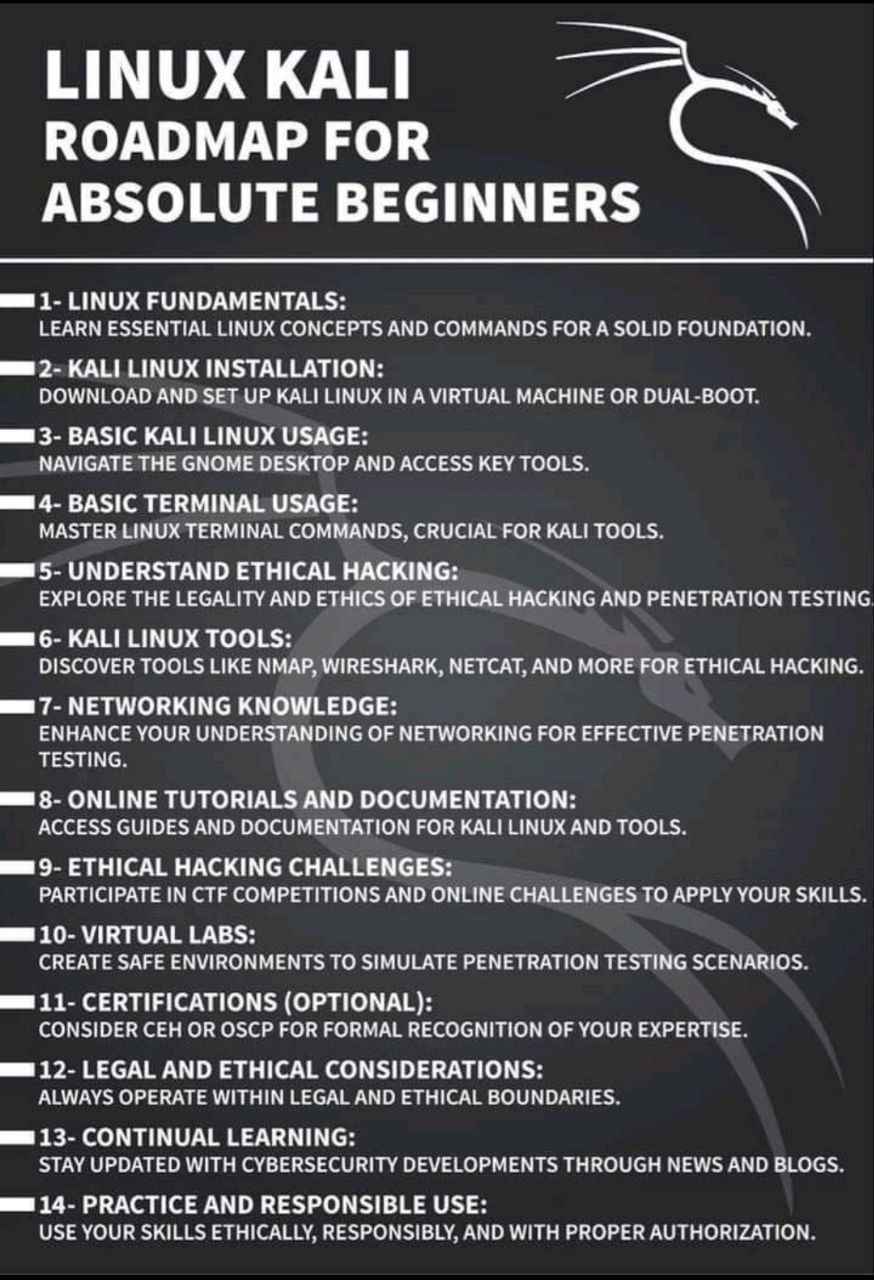 LINUX KALI
ROADMAP FOR
ABSOLUTE BEGINNERS
1- LINUX FUNDAMENTALS:
LEARN ESSENTIAL LINUX CONCEPTS AND COMMANDS FOR A SOLID FOUNDATION.
2- KALI LINUX INSTALLATION:
DOWNLOAD AND SET UP KALI LINUX IN A VIRTUAL MACHINE OR DUAL-BOOT.
3- BASIC KALI LINUX USAGE:
NAVIGATE THE GNOME DESKTOP AND ACCESS KEY TOOLS.
4- BASIC TERMINAL USAGE:
MASTER LINUX TERMINAL COMMANDS, CRUCIAL FOR KALI TOOLS.
5- UNDERSTAND ETHICAL HACKING:
EXPLORE THE LEGALITY AND ETHICS OF ETHICAL HACKING AND PENETRATION TESTING.
6- KALI LINUX TOOLS:
DISCOVER TOOLS LIKE NMAP, WIRESHARK, NETCAT, AND MORE FOR ETHICAL HACKING.
7- NETWORKING KNOWLEDGE:
ENHANCE YOUR UNDERSTANDING OF NETWORKING FOR EFFECTIVE PENETRATION
TESTING.
8- ONLINE TUTORIALS AND DOCUMENTATION:
ACCESS GUIDES AND DOCUMENTATION FOR KALI LINUX AND TOOLS.
9- ETHICAL HACKING CHALLENGES:
PARTICIPATE IN CTF COMPETITIONS AND ONLINE CHALLENGES TO APPLY YOUR SKILLS.
10- VIRTUAL LABS:
CREATE SAFE ENVIRONMENTS TO SIMULATE PENETRATION TESTING SCENARIOS.
11- CERTIFICATIONS (OPTIONAL):
CONSIDER CEH OR OSCP FOR FORMAL RECOGNITION OF YOUR EXPERTISE.
12- LEGAL AND ETHICAL CONSIDERATIONS:
ALWAYS OPERATE WITHIN LEGAL AND ETHICAL BOUNDARIES.
13- CONTINUAL LEARNING:
STAY UPDATED WITH CYBERSECURITY DEVELOPMENTS THROUGH NEWS AND BLOGS.
14- PRACTICE AND RESPONSIBLE USE:
USE YOUR SKILLS ETHICALLY, RESPONSIBLY, AND WITH PROPER AUTHORIZATION.